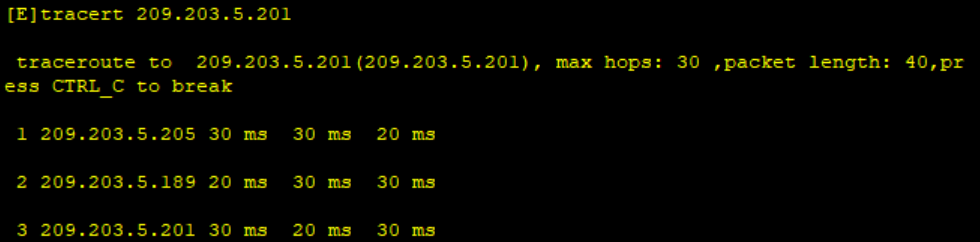 [E]tracert 209.203.5.201
traceroute to  209.203.5.201(209.203.5.201), max hops: 30 ,packet length: 40,pr
ess CTRL_C to break
1 209.203.5.205 30 ms  30 ms  20 ms
2 209.203.5.189 20 ms  30 ms  30 ms
3 209.203.5.201 30 ms  20 ms  30 ms